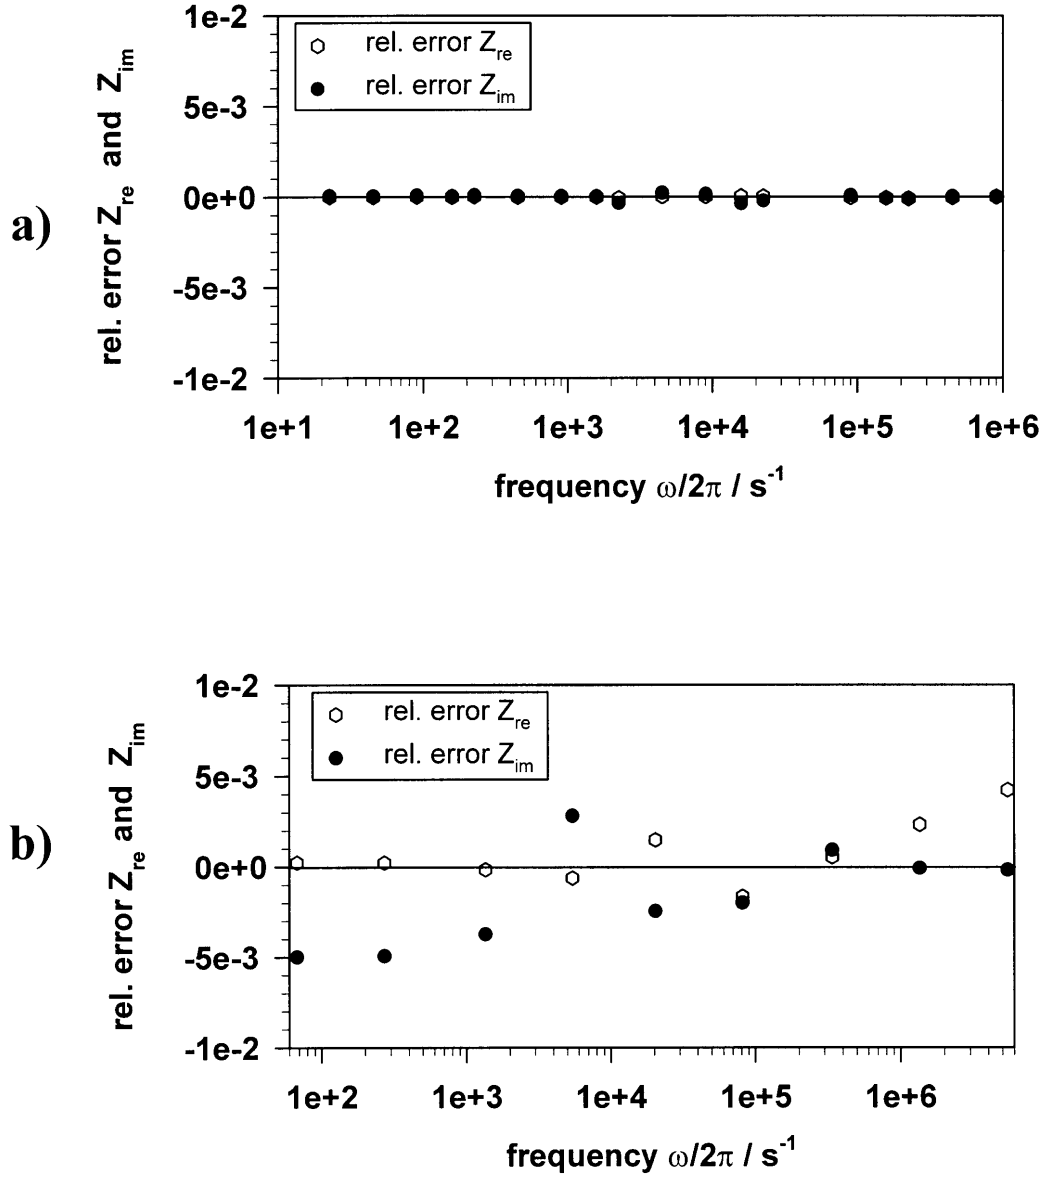 a)
rel. error Z_re and Z_im
1e-2
5e-3
0e+0
-5e-3
-1e-2
rel. error Z_re
rel. error Z_im
1e+1 1e+2 1e+3 1e+4 1e+5 1e+6
frequency ω/2π / s^-1
b)
rel. error Z_re and Z_im
1e-2
5e-3
0e+0
-5e-3
-1e-2
rel. error Z_re
rel. error Z_im
1e+2 1e+3 1e+4 1e+5 1e+6
frequency ω/2π / s^-1